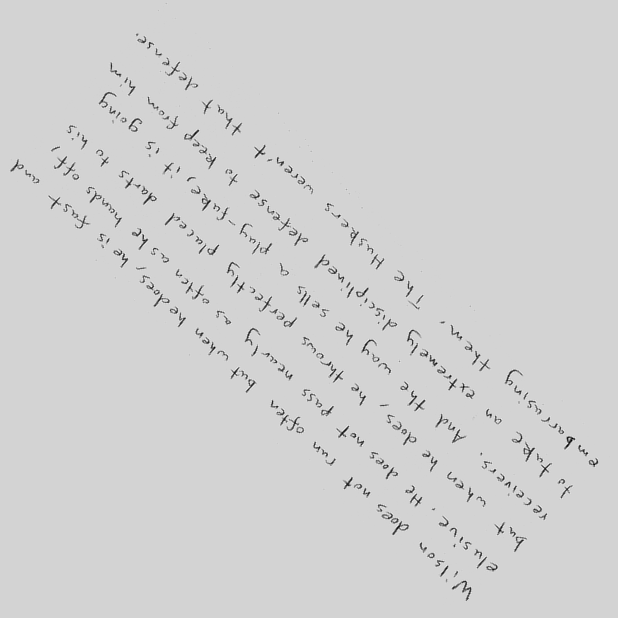 Wilson does not run often but when he does, he is fast and
elusive. He does not pass nearly as often as he hands off,
but when he does, he throws perfectly placed darts to his
receivers. And the way he sells a play-fake, it is going
to take an extremely disciplined defense to keep from him
embarrasing them. The Huskers weren't that defense.